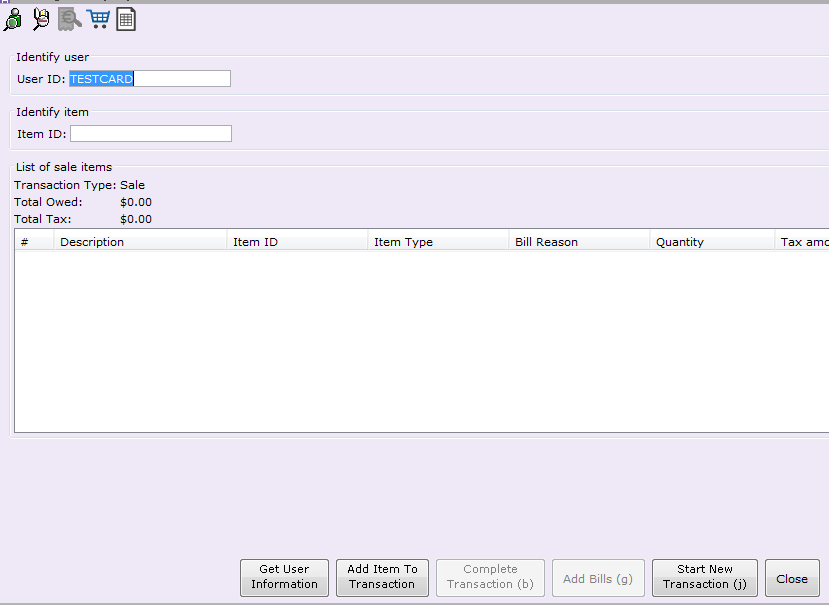 Identify user
User ID: TESTCARD
Identify item
Item ID:
List of sale items
Transaction Type: Sale
Total Owed: $0.00
Total Tax: $0.00
# Description Item ID Item Type Bill Reason Quantity Tax amo
Get User Information Add Item To Transaction Complete Transaction (b) Add Bills (g) Start New Transaction (j) Close